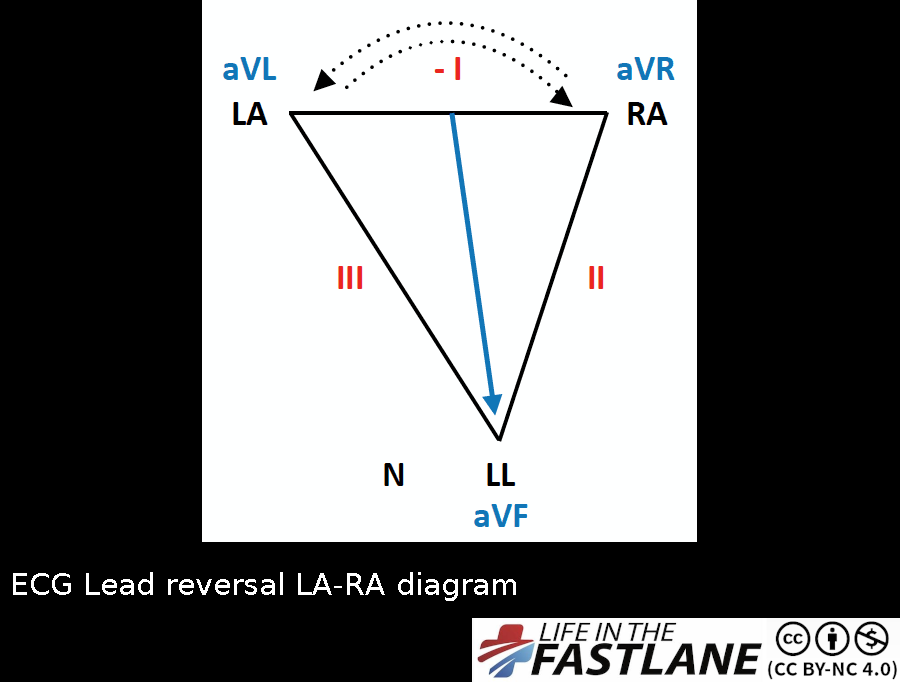 aVL
- I
aVR
LA
RA
III
II
N
LL
aVF
ECG Lead reversal LA-RA diagram
LIFE IN THE
FASTLANE
cc
$
(CC BY-NC 4.0)